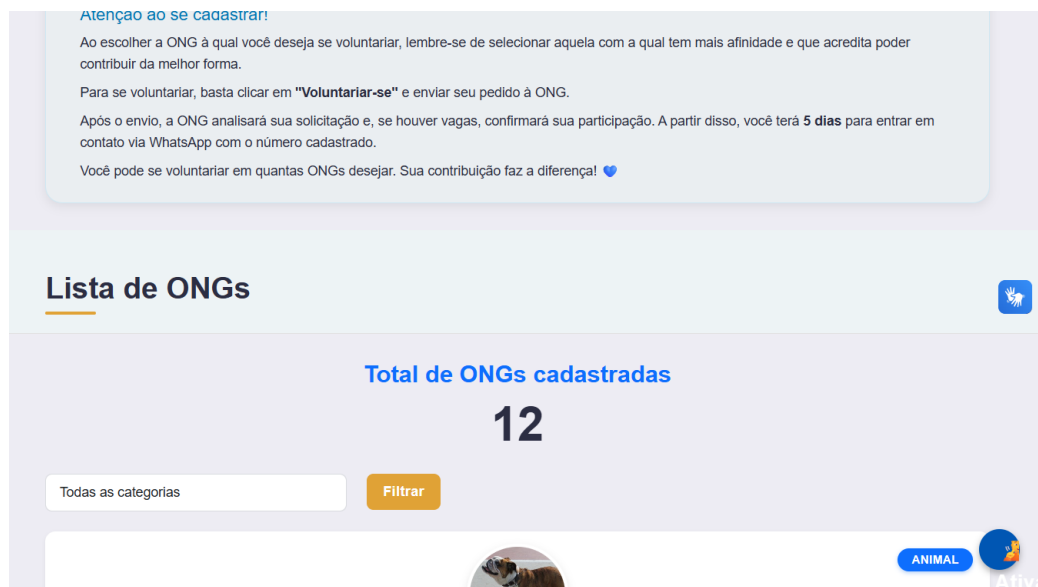 Atenção ao se cadastrar!
Ao escolher a ONG à qual você deseja se voluntariar, lembre-se de selecionar aquela com a qual tem mais afinidade e que acredita poder
contribuir da melhor forma.
Para se voluntariar, basta clicar em "Voluntariar-se" e enviar seu pedido à ONG.
Após o envio, a ONG analisará sua solicitação e, se houver vagas, confirmará sua participação. A partir disso, você terá 5 dias para entrar em
contato via WhatsApp com o número cadastrado.
Você pode se voluntariar em quantas ONGs desejar. Sua contribuição faz a diferença! 💙
Lista de ONGs
Total de ONGs cadastradas
12
Todas as categorias
Filtrar
ANIMAL